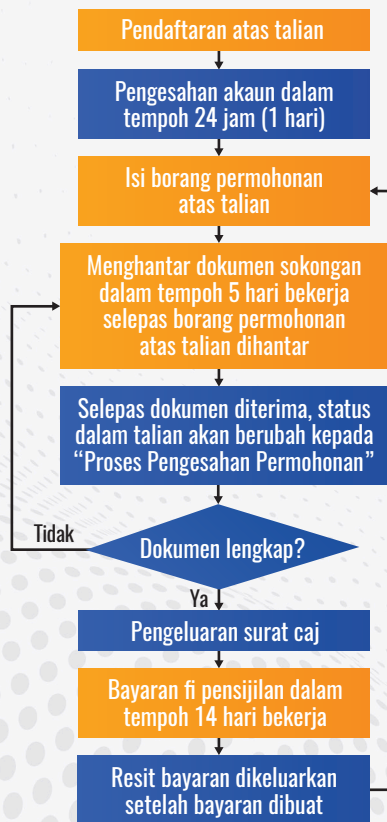 Pendaftaran atas talian
Pengesahan akaun dalam
tempoh 24 jam (1 hari)
Isi borang permohonan
atas talian
Menghantar dokumen sokongan
dalam tempoh 5 hari bekerja
selepas borang permohonan
atas talian dihantar
Selepas dokumen diterima, status
dalam talian akan berubah kepada
“Proses Pengesahan Permohonan”
Tidak
Dokumen lengkap?
Ya
Pengeluaran surat caj
Bayaran fi pensijilan dalam
tempoh 14 hari bekerja
Resit bayaran dikeluarkan
setelah bayaran dibuat